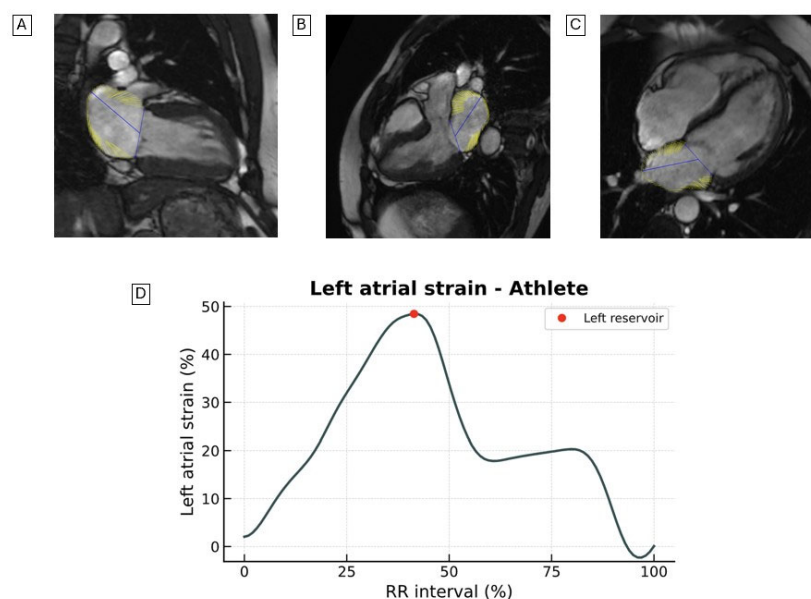 A
B
C
D
Left atrial strain - Athlete
Left reservoir
Left atrial strain (%)
50
40
30
20
10
0
0 25 50 75 100
RR interval (%)